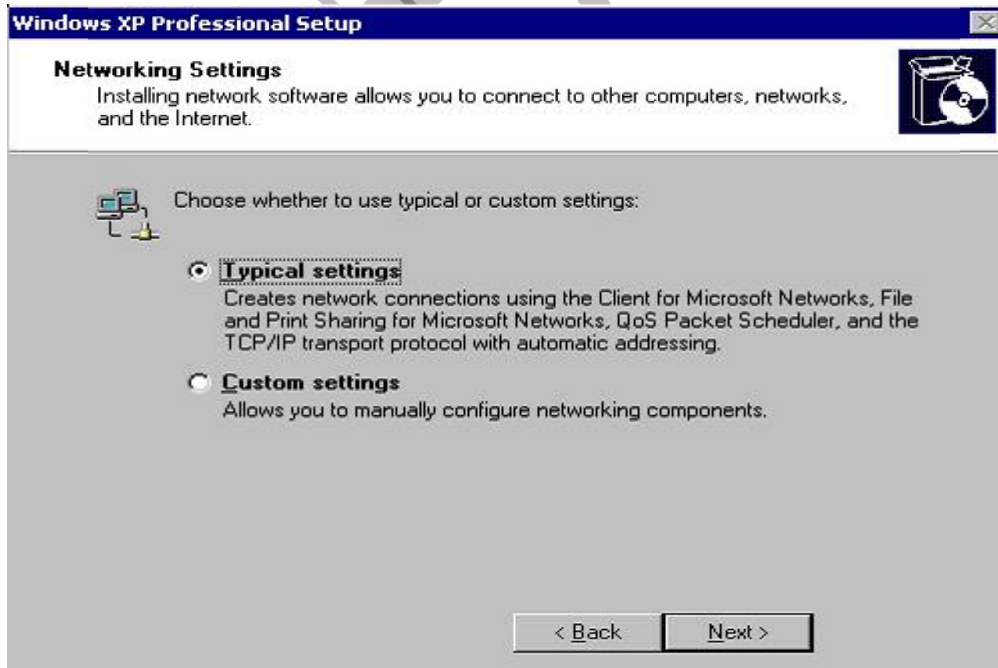 Windows XP Professional Setup
Networking Settings
Installing network software allows you to connect to other computers, networks,
and the Internet.
Choose whether to use typical or custom settings:
Typical settings
Creates network connections using the Client for Microsoft Networks, File
and Print Sharing for Microsoft Networks, QoS Packet Scheduler, and the
TCP/IP transport protocol with automatic addressing.
Custom settings
Allows you to manually configure networking components.
< Back
Next >